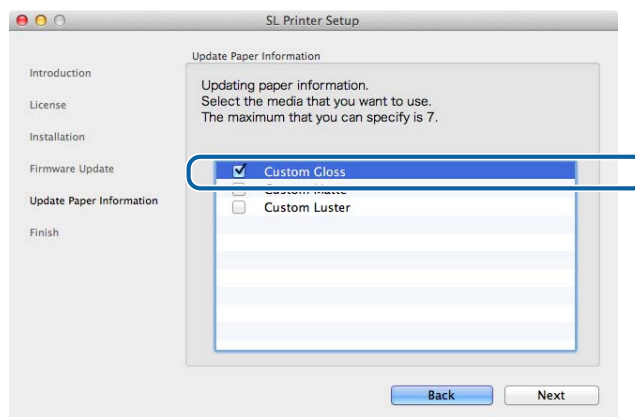 SL Printer Setup
Update Paper Information
Introduction
License
Installation
Firmware Update
Update Paper Information
Finish
Updating paper information.
Select the media that you want to use.
The maximum that you can specify is 7.
Custom Gloss
Custom
Custom Luster
Back
Next